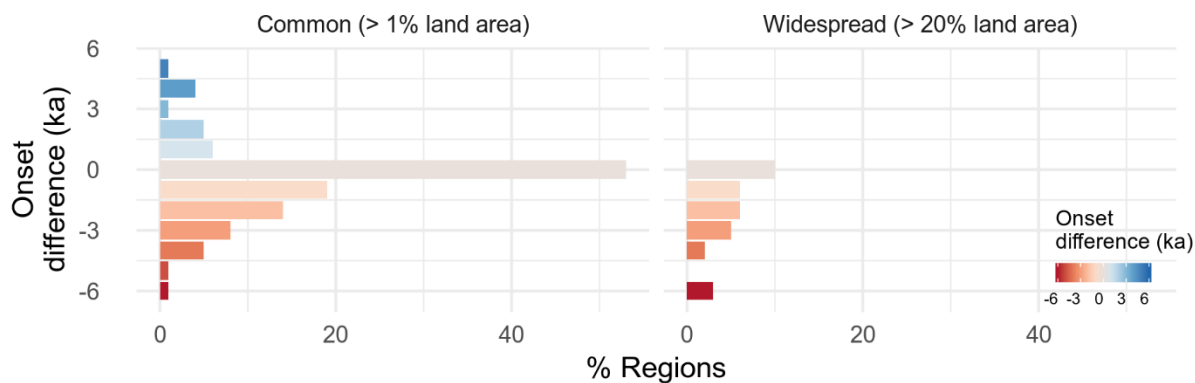 Common (> 1% land area)
Widespread (> 20% land area)
Onset
difference (ka)
6
3
0
-3
-6
0
20
40
0
20
40
% Regions
Onset
difference (ka)
-6 -3 0 3 6